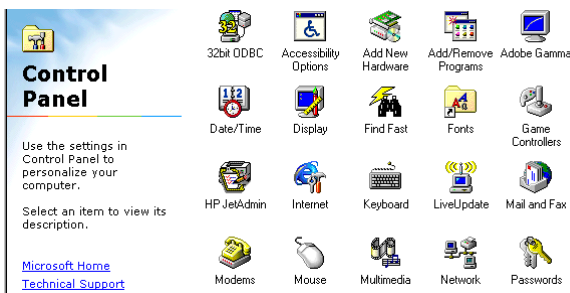 Control
Panel
Use the settings in
Control Panel to
personalize your
computer.
Select an item to view its
description.
Microsoft Home
Technical Support
32bit ODBC
Accessibility
Options
Add New
Hardware
Add/Remove
Programs
Adobe Gamma
Date/Time
Display
Find Fast
Fonts
Game
Controllers
HP JetAdmin
Internet
Keyboard
LiveUpdate
Mail and Fax
Modems
Mouse
Multimedia
Network
Passwords